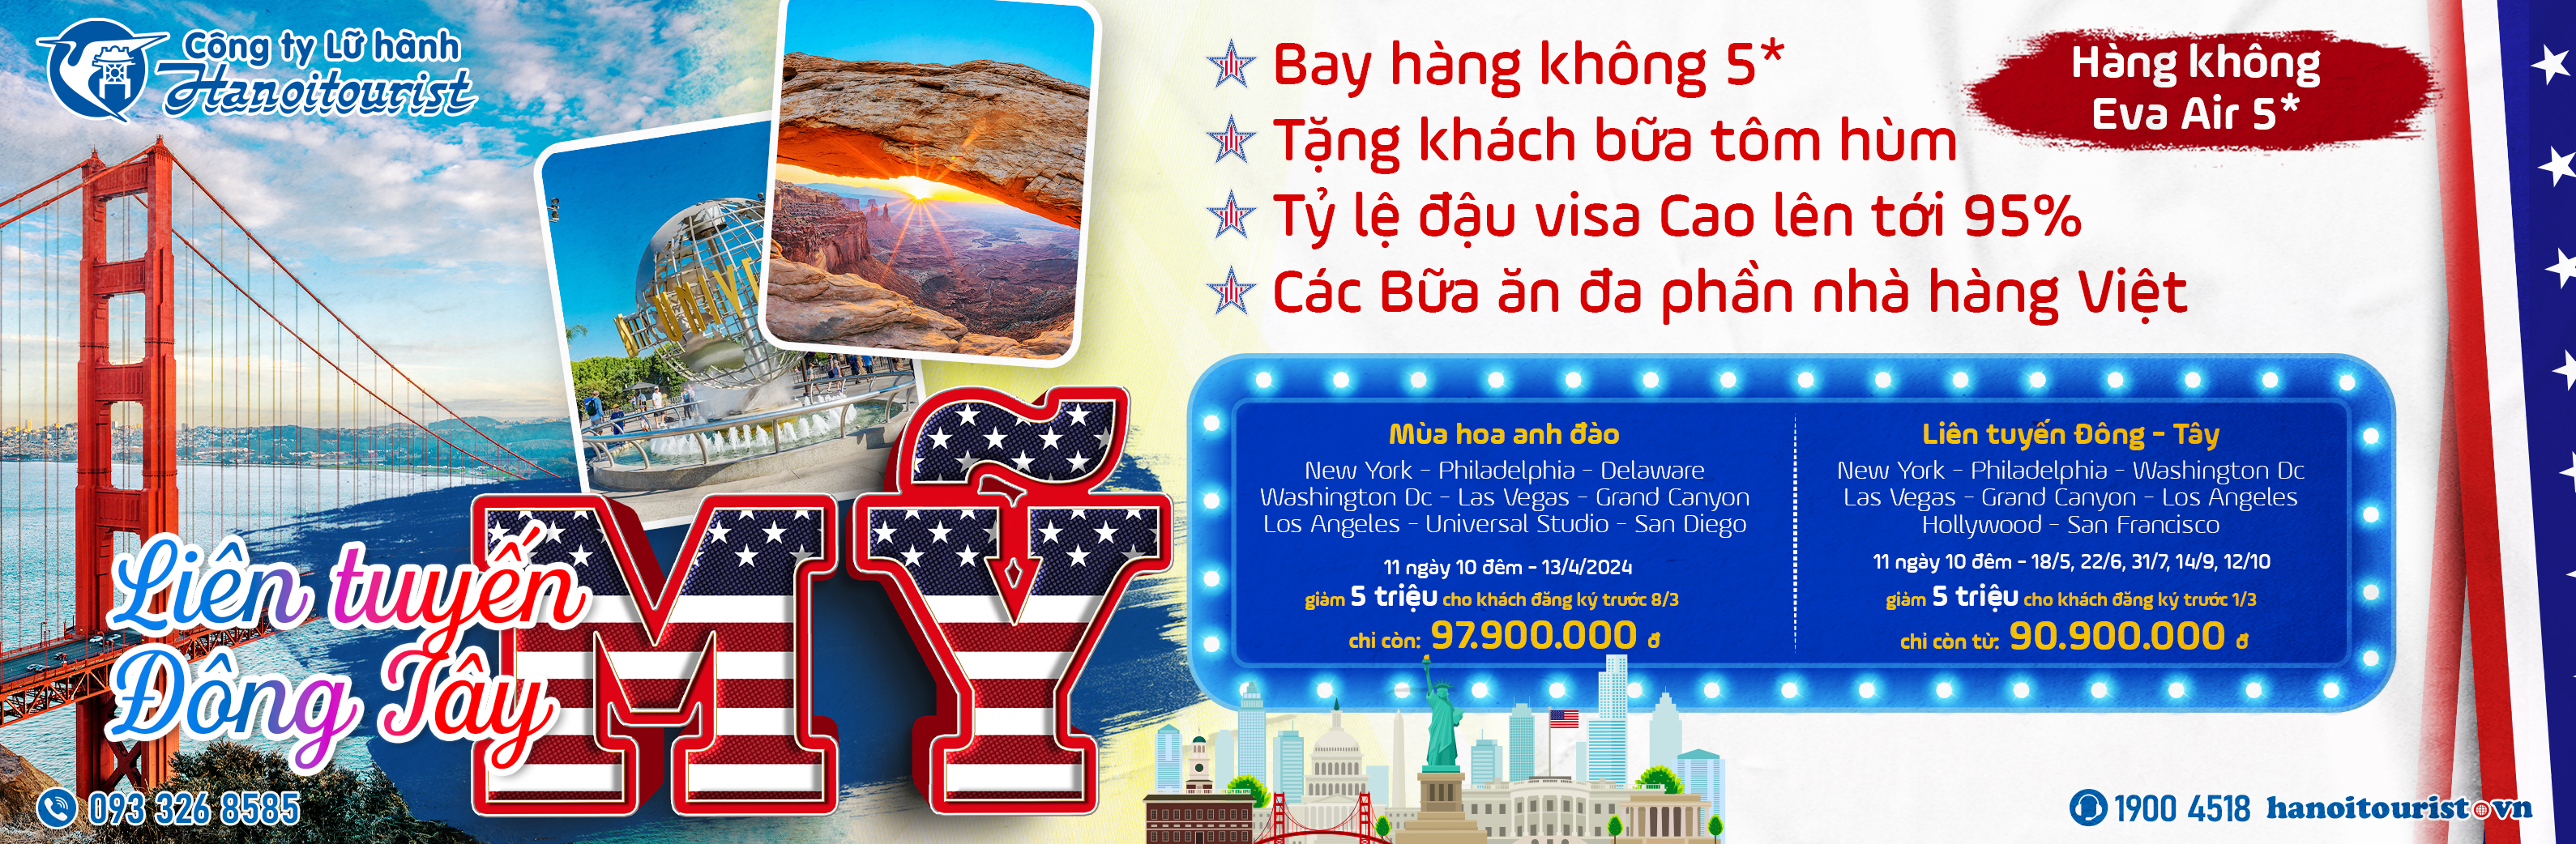 Công ty Lữ hành
Hanoitourist
Bay hàng không 5*
Tặng khách bữa tôm hùm
Tỷ lệ đậu visa Cao lên tới 95%
Các Bữa ăn đa phần nhà hàng Việt
Hàng không
Eva Air 5*
UNIV
Liên tuyến
Đông Tây
MỸ
Mùa hoa anh đào
New York - Philadelphia - Delaware
Washington Dc - Las Vegas - Grand Canyon
Los Angeles - Universal Studio - San Diego
11 ngày 10 đêm - 13/4/2024
giảm 5 triệu cho khách đăng ký trước 8/3
chỉ còn: 97.900.000 đ
Liên tuyến Đông - Tây
New York - Philadelphia - Washington Dc
Las Vegas - Grand Canyon - Los Angeles
Hollywood - San Francisco
11 ngày 10 đêm - 18/5, 22/6, 31/7, 14/9, 12/10
giảm 5 triệu cho khách đăng ký trước 1/3
chỉ còn từ: 90.900.000 đ
093 326 8585
1900 4518 hanoitourist.vn